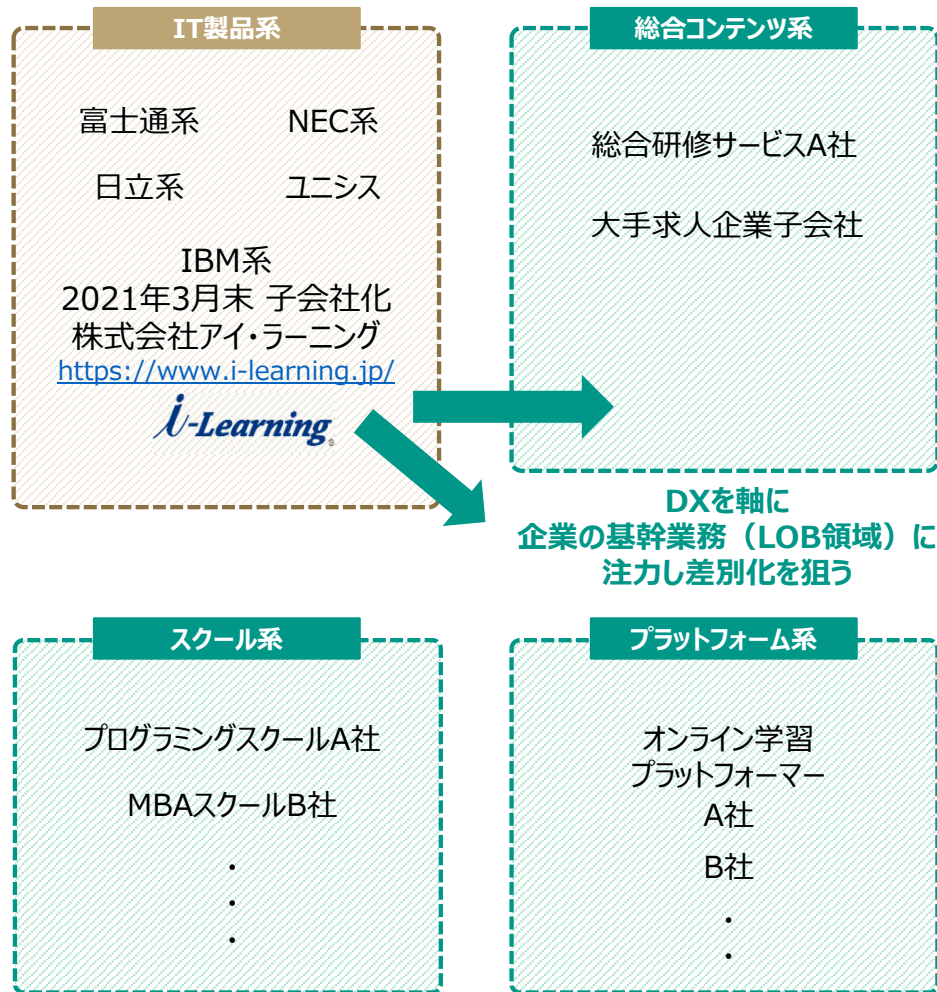 IT製品系
富士通系 NEC系
日立系 ユニシス
IBM系
2021年3月末 子会社化
株式会社アイ・ラーニング
https://www.i-learning.jp/
i-Learning®
総合コンテンツ系
総合研修サービスA社
大手求人企業子会社
DXを軸に
企業の基幹業務（LOB領域）に
注力し差別化を狙う
スクール系
プログラミングスクールA社
MBAスクールB社
・
・
・
プラットフォーム系
オンライン学習
プラットフォーマー
A社
B社
・
・